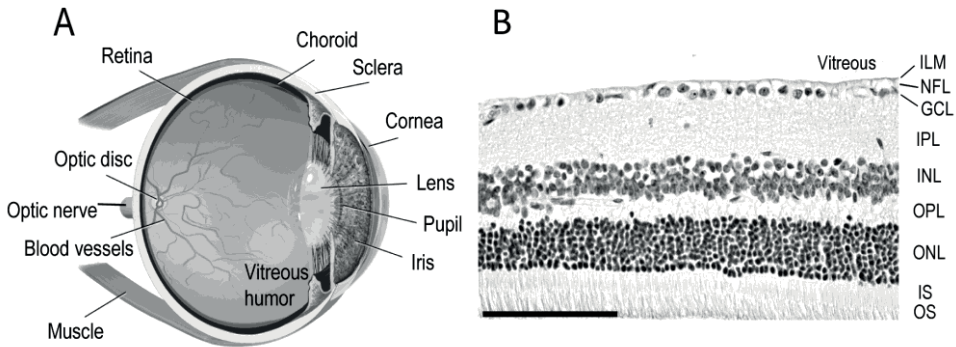 A
Retina
Choroid
Sclera
Cornea
Optic disc
Lens
Optic nerve
Pupil
Blood vessels
Iris
Vitreous
humor
Muscle
B
Vitreous
ILM
NFL
GCL
IPL
INL
OPL
ONL
IS
OS